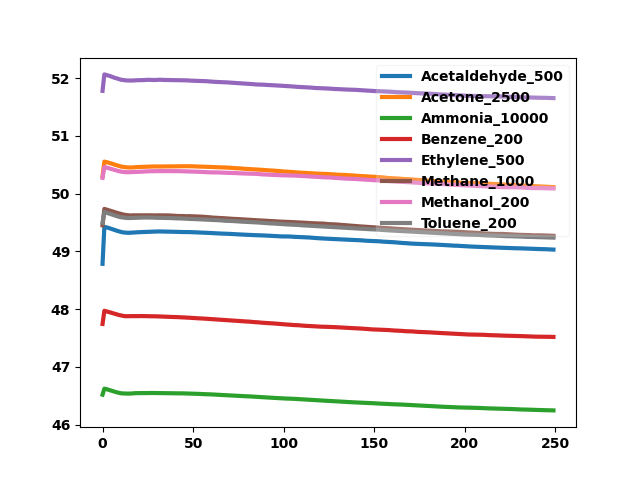 52
51
50
49
48
47
46
0
50
100
150
200
250
Acetaldehyde_500
Acetone_2500
Ammonia_10000
Benzene_200
Ethylene_500
Methane_1000
Methanol_200
Toluene_200